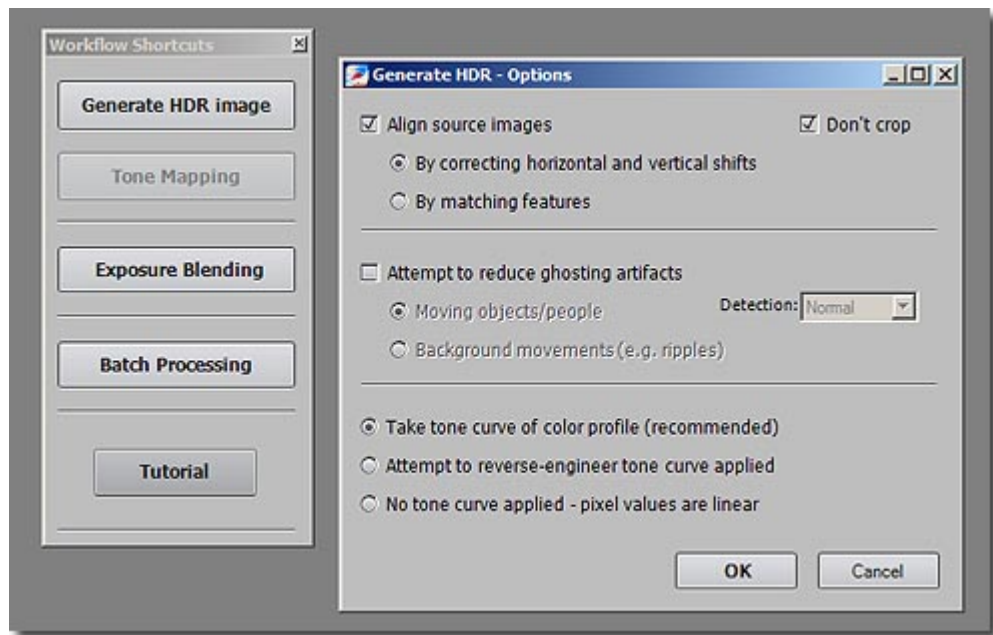 Workflow Shortcuts
Generate HDR image
Tone Mapping
Exposure Blending
Batch Processing
Tutorial
Generate HDR - Options
Align source images
Don't crop
By correcting horizontal and vertical shifts
By matching features
Attempt to reduce ghosting artifacts
Moving objects/people
Detection: Normal
Background movements (e.g. ripples)
Take tone curve of color profile (recommended)
Attempt to reverse-engineer tone curve applied
No tone curve applied - pixel values are linear
OK
Cancel